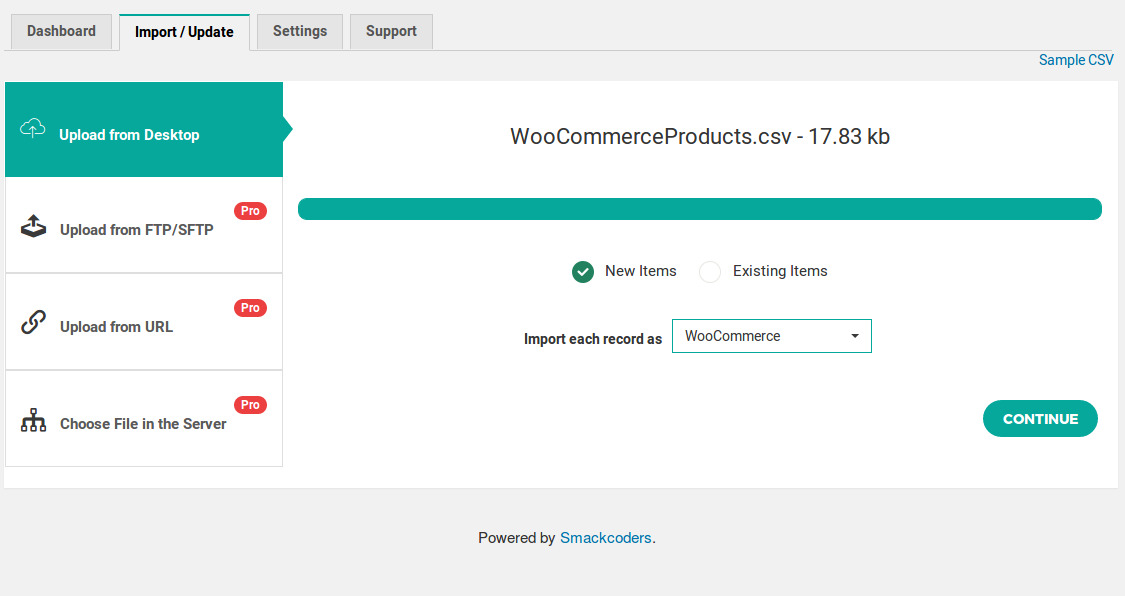 Dashboard
Import / Update
Settings
Support
Sample CSV
Upload from Desktop
Pro
Upload from FTP/SFTP
Pro
Upload from URL
Pro
Choose File in the Server
WooCommerceProducts.csv - 17.83 kb
New Items
Existing Items
Import each record as
WooCommerce
CONTINUE
Powered by Smackcoders.